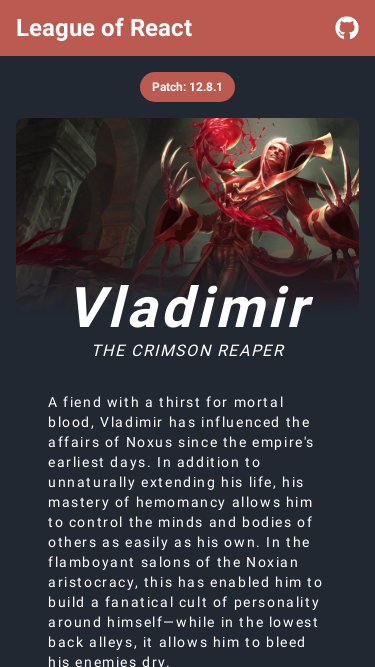 League of React
Patch: 12.8.1
Vladimir
THE CRIMSON REAPER
A fiend with a thirst for mortal
blood, Vladimir has influenced the
affairs of Noxus since the empire's
earliest days. In addition to
unnaturally extending his life, his
mastery of hemomancy allows him
to control the minds and bodies of
others as easily as his own. In the
flamboyant salons of the Noxian
aristocracy, this has enabled him to
build a fanatical cult of personality
around himself—while in the lowest
back alleys, it allows him to bleed
his enemies dry.